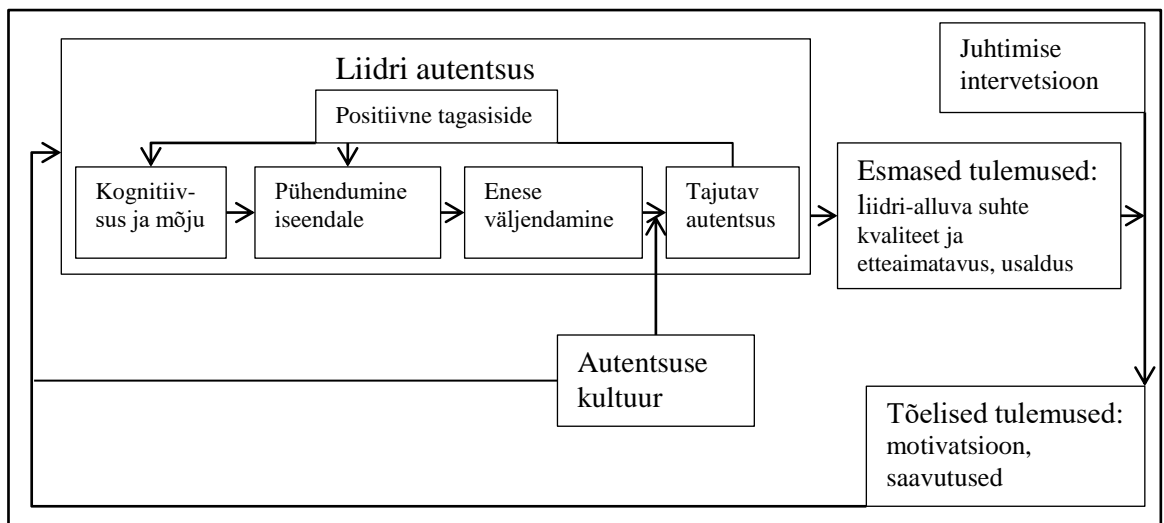 Liidri autentsus
Positiivne tagasiside
Kognitiiv-
sus ja mõju
Pühendumine
iseendale
Enese
väljendamine
Tajutav
autentsus
Juhtimise
intervetsioon
Esmased tulemused:
liidri-alluva suhte
kvaliteet ja
etteaimatavus, usaldus
Autentsuse
kultuur
Tõelised tulemused:
motivatsioon,
saavutused